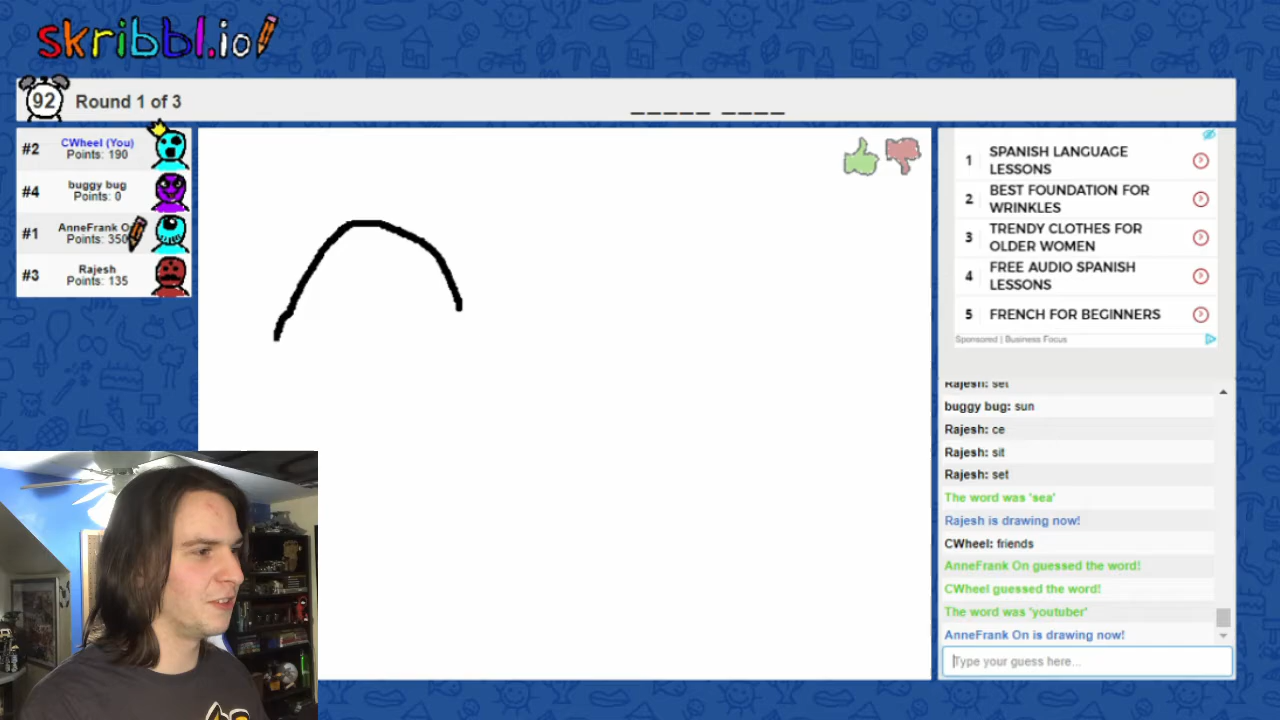 skribbl.io
92
Round 1 of 3
_____ ____
#2
CWheel (You)
Points: 190
#4
buggy bug
Points: 0
#1
AnneFrank O
Points: 350
#3
Rajesh
Points: 135
1
SPANISH LANGUAGE
LESSONS
2
BEST FOUNDATION FOR
WRINKLES
3
TRENDY CLOTHES FOR
OLDER WOMEN
4
FREE AUDIO SPANISH
LESSONS
5
FRENCH FOR BEGINNERS
Sponsored | Business Focus
Rajesh: set
buggy bug: sun
Rajesh: ce
Rajesh: sit
Rajesh: set
The word was 'sea'
Rajesh is drawing now!
CWheel: friends
AnneFrank On guessed the word!
CWheel guessed the word!
The word was 'youtuber'
AnneFrank On is drawing now!
Type your guess here...